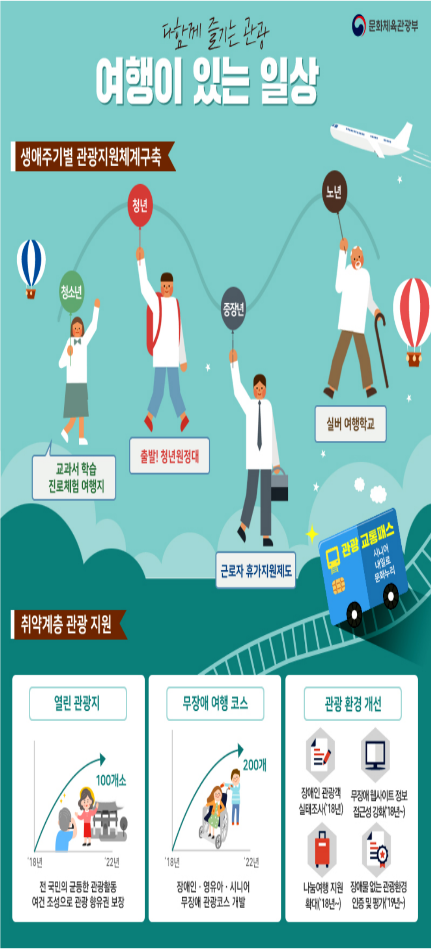 문화체육관광부
다함께 즐기는 관광
여행이 있는 일상
생애주기별 관광지원체계구축
청년
노년
청소년
중장년
실버 여행학교
출발! 청년원정대
교과서 학습
진로체험 여행지
근로자 휴가지원제도
관광 교통패스
시니어
내일로
문화누리
취약계층 관광 지원
열린 관광지
100개소
'18년
'22년
전 국민의 균등한 관광활동
여건 조성으로 관광 향유권 보장
무장애 여행 코스
200개
'18년
'22년
장애인·영유아·시니어
무장애 관광코스 개발
관광 환경 개선
장애인 관광객
실태조사('18년)
무장애 웹사이트 정보
접근성 강화('18년~)
나눔여행 지원
확대('18년~)
장애물 없는 관광환경
인증 및 평가('19년~)